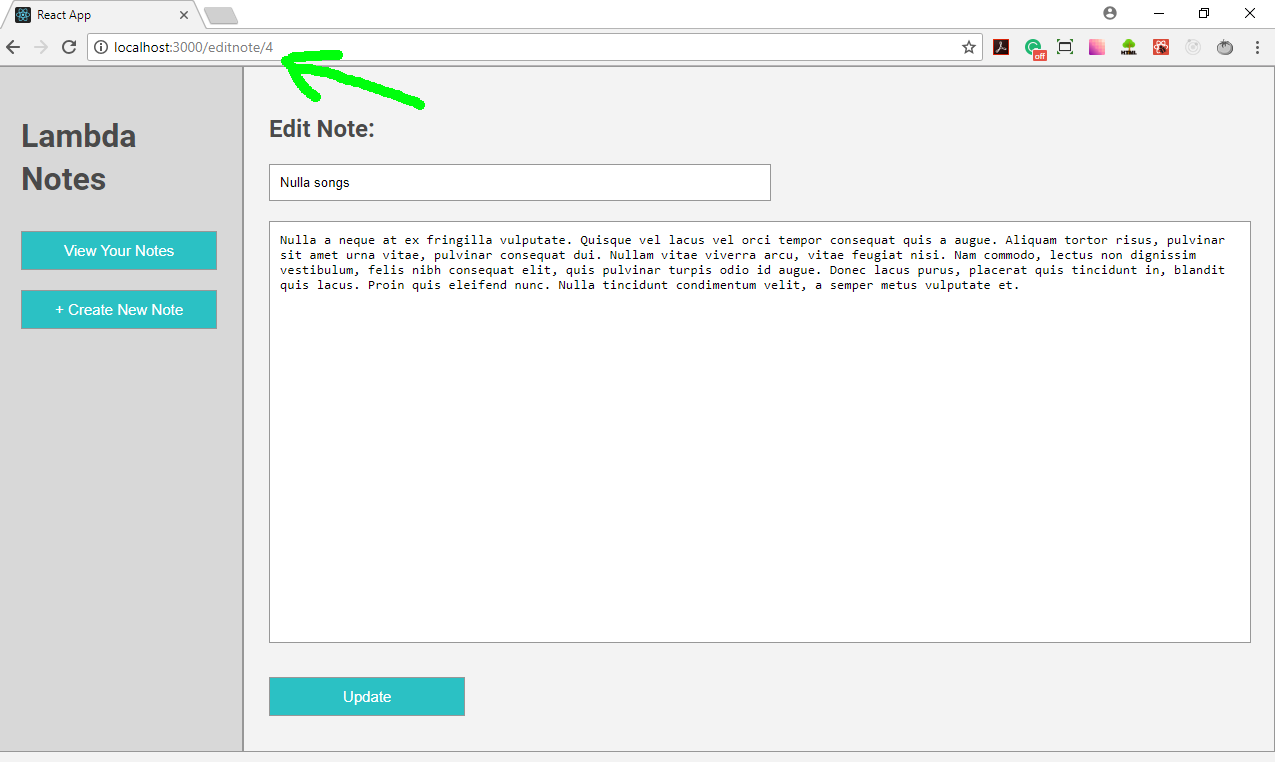 React App
localhost:3000/editnote/4
off
HTML
Lambda
Notes
View Your Notes
+ Create New Note
Edit Note:
Nulla songs
Nulla a neque at ex fringilla vulputate. Quisque vel lacus vel orci tempor consequat quis a augue. Aliquam tortor risus, pulvinar
sit amet urna vitae, pulvinar consequat dui. Nullam vitae viverra arcu, vitae feugiat nisi. Nam commodo, lectus non dignissim
vestibulum, felis nibh consequat elit, quis pulvinar turpis odio id augue. Donec lacus purus, placerat quis tincidunt in, blandit
quis lacus. Proin quis eleifend nunc. Nulla tincidunt condimentum velit, a semper metus vulputate et.
Update